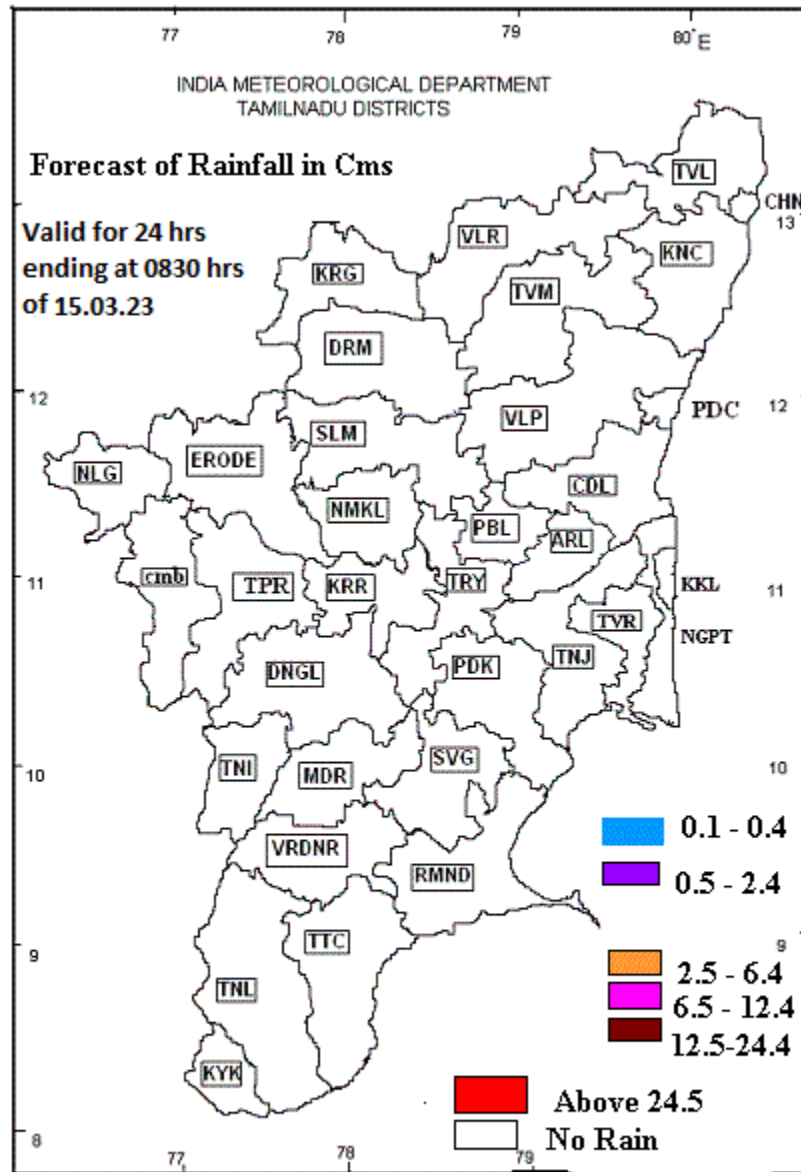 77 78 79 80°E
INDIA METEOROLOGICAL DEPARTMENT
TAMILNADU DISTRICTS
Forecast of Rainfall in Cms
TVL
CHN
13
Valid for 24 hrs
ending at 0830 hrs
of 15.03.23
VLR
KNC
KRG
TVM
DRM
12
12
PDC
SLM
VLP
NLG
ERODE
CDL
NMKL
PBL
ARL
11
cmb
TPR
KRR
TRY
KKL
11
TVR
NGPT
DNGL
PDK
TNJ
10
TNI
MDR
SVG
10
0.1 - 0.4
VRDNR
RMND
0.5 - 2.4
9
TTC
9
2.5 - 6.4
TNL
6.5 - 12.4
12.5-24.4
KYK
Above 24.5
8
No Rain
77 78 79